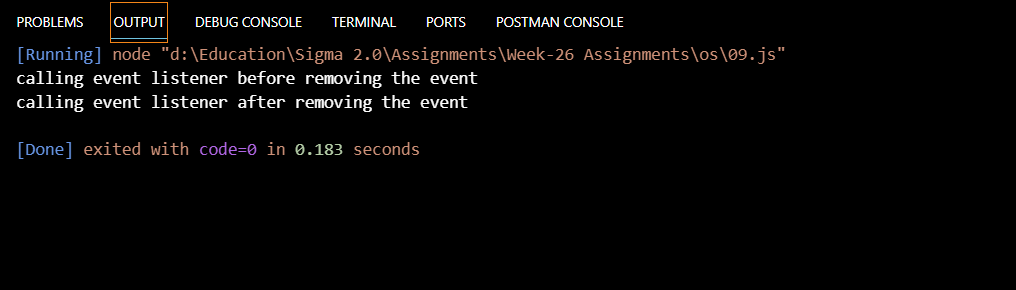 PROBLEMS OUTPUT DEBUG CONSOLE TERMINAL PORTS POSTMAN CONSOLE
[Running] node "d:\Education\Sigma 2.0\Assignments\Week-26 Assignments\os\09.js"
calling event listener before removing the event
calling event listener after removing the event
[Done] exited with code=0 in 0.183 seconds